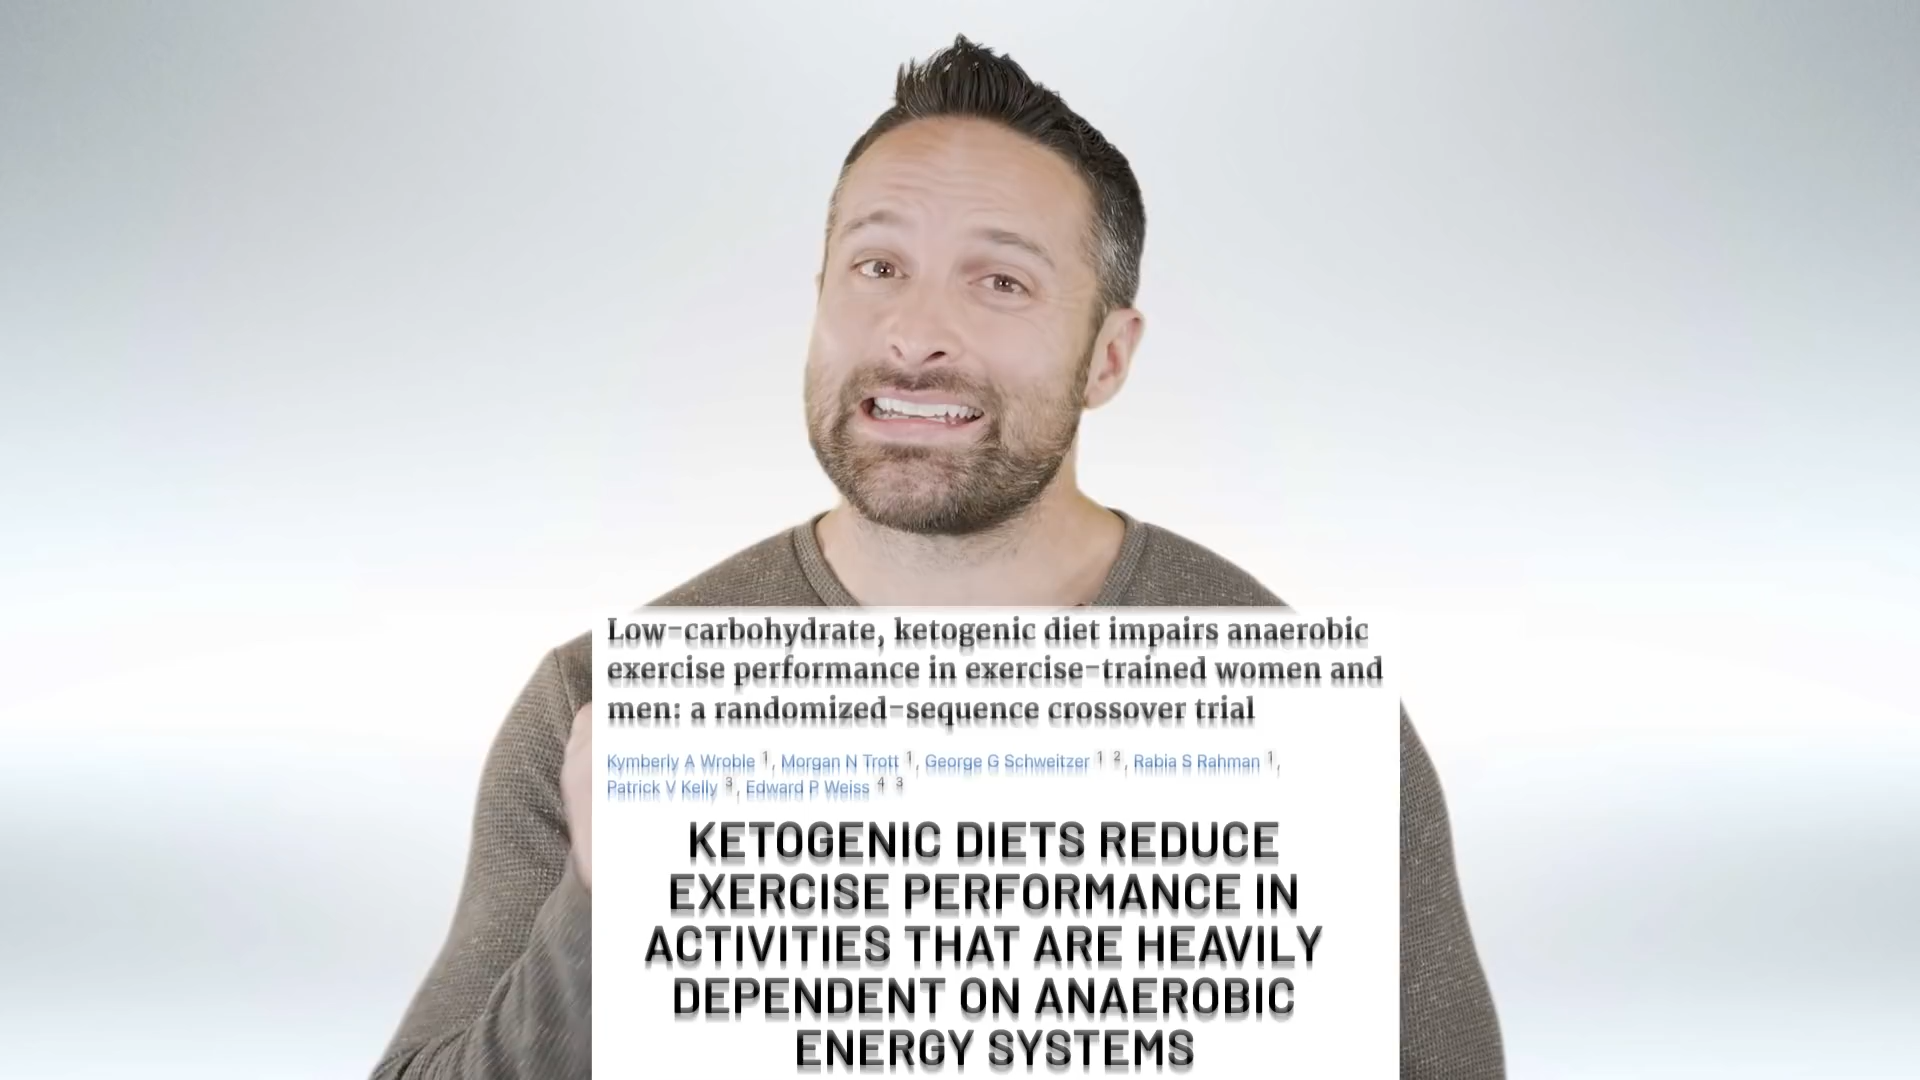 Low-carbohydrate, ketogenic diet impairs anaerobic
exercise performance in exercise-trained women and
men: a randomized-sequence crossover trial
Kymberly A Wroble 1, Morgan N Trott 1, George G Schweitzer 1 2, Rabia S Rahman 1,
Patrick V Kelly 3, Edward P Weiss 4 3
KETOGENIC DIETS REDUCE
EXERCISE PERFORMANCE IN
ACTIVITIES THAT ARE HEAVILY
DEPENDENT ON ANAEROBIC
ENERGY SYSTEMS